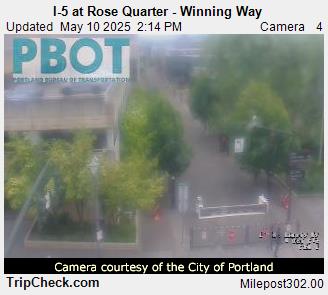 I-5 at Rose Quarter - Winning Way
Updated May 10 2025 2:14 PM Camera 4
PBOT
PORTLAND BUREAU OF TRANSPORTATION
Camera courtesy of the City of Portland
TripCheck.com Milepost302.00